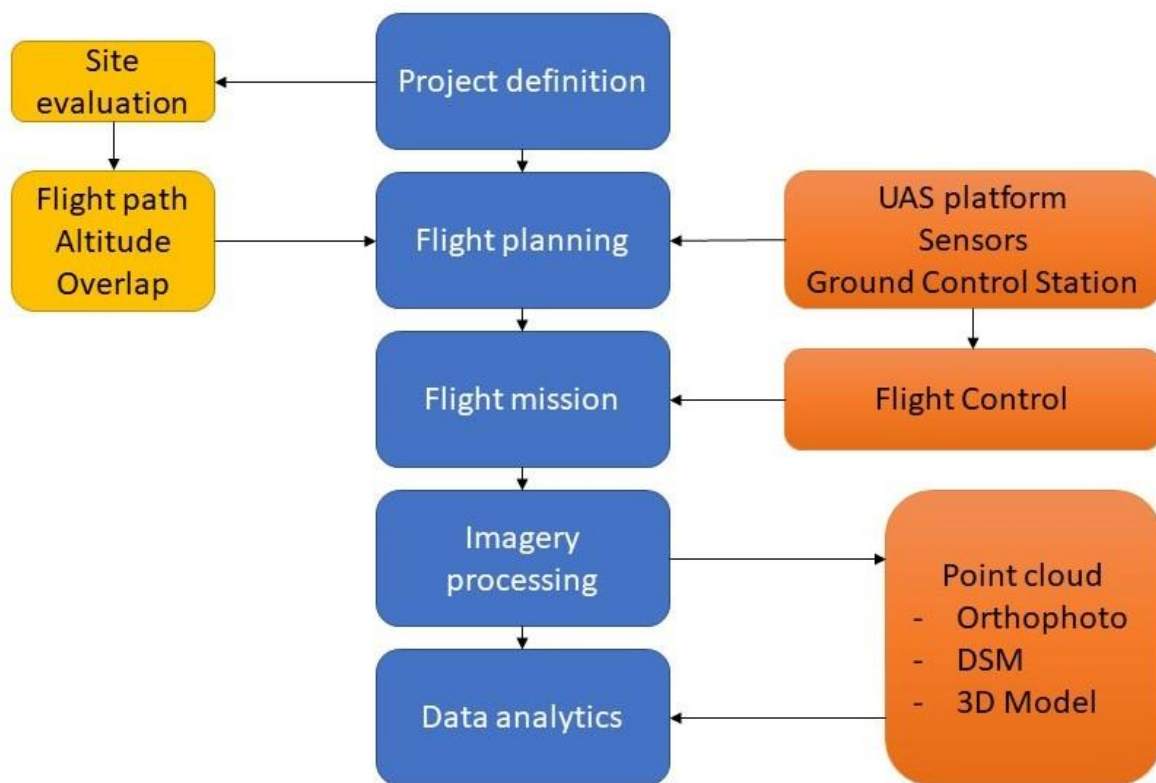 Site
evaluation
Project definition
Flight path
Altitude
Overlap
Flight planning
UAS platform
Sensors
Ground Control Station
Flight mission
Flight Control
Imagery
processing
Point cloud
- Orthophoto
- DSM
- 3D Model
Data analytics